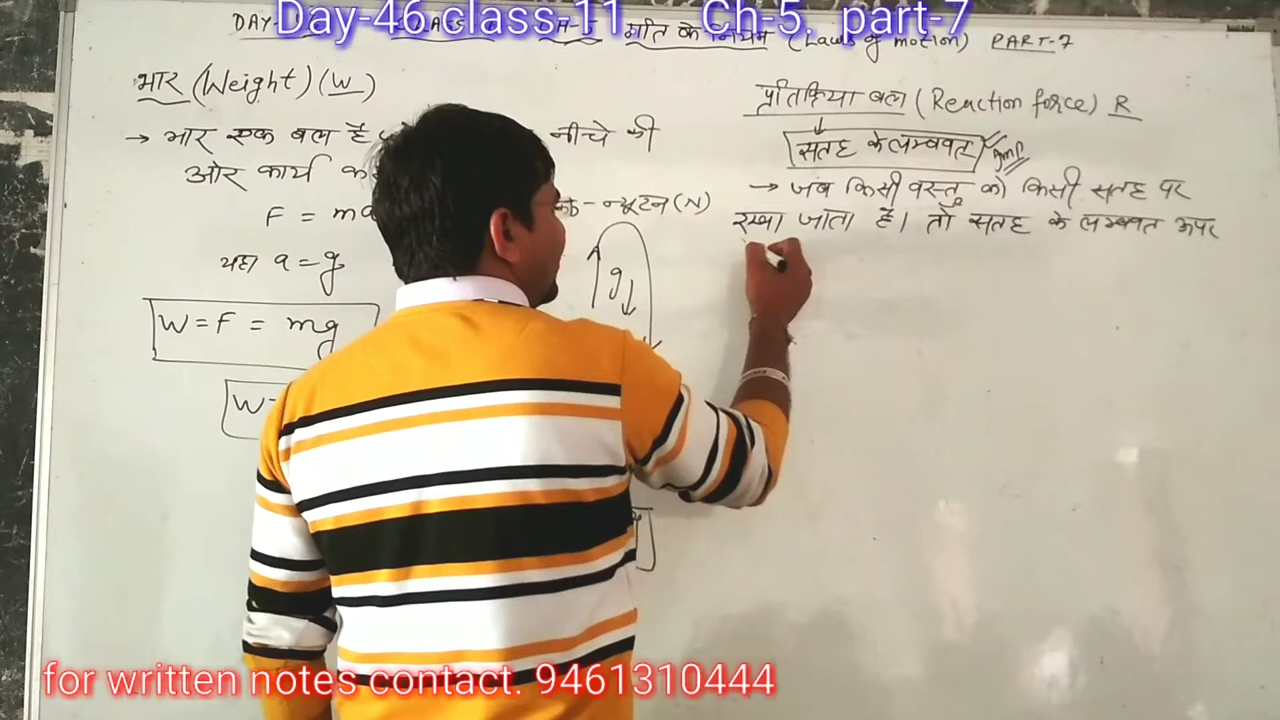 Day-46 class-11 Ch-5, part-7
DAY- गति के नियम (Laws of motion) PART-7
भार (Weight) (W)
→ भार एक बल है नीचे की
ओर कार्य
F = ma
यहा a = g
W = F = mg
W=
न्यूटन (N)
g
प्रतिक्रिया बल (Reaction force) R
सतह के लम्बवत Imp
→ जब किसी वस्तु को किसी सतह पर
रखा जाता है। तो सतह के लम्बवत ऊपर
for written notes contact. 9461310444